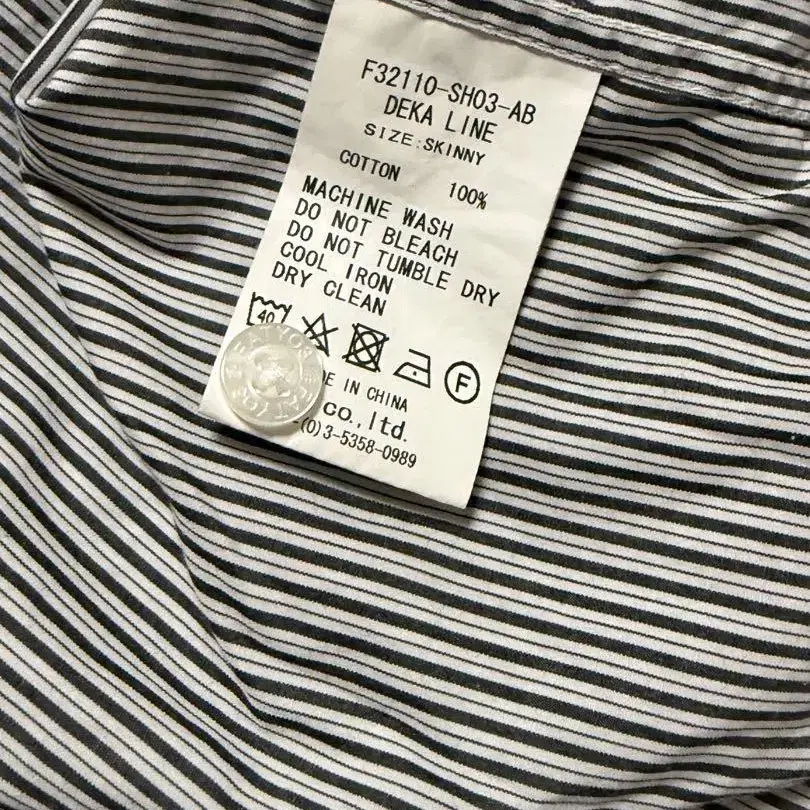 F32110-SH03-AB
DEKA LINE
SIZE:SKINNY
COTTON 100%
MACHINE WASH
DO NOT BLEACH
DO NOT TUMBLE DRY
COOL IRON
DRY CLEAN
40
F
IN CHINA
co.,ltd.
-(0)3-5358-0989